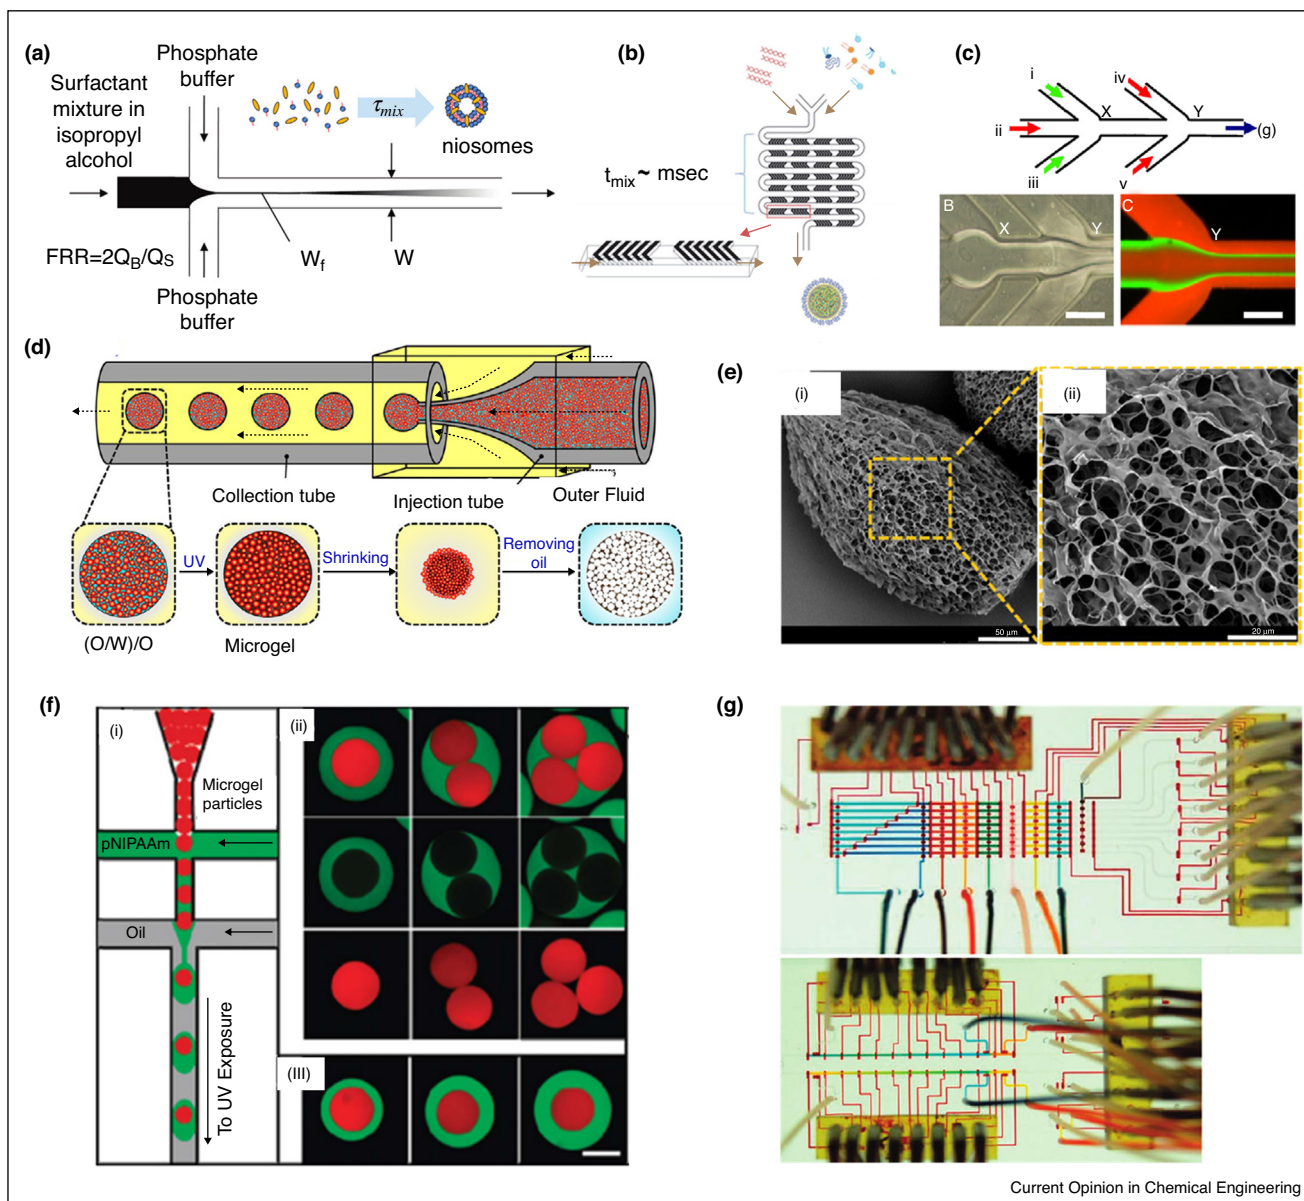 (a)
Phosphate
buffer
Surfactant
mixture in
isopropyl
alcohol
τmix
niosomes
FRR=2QB/QS
Wf
W
Phosphate
buffer
(b)
tmix~ msec
(c)
i
iv
X
Y
ii
(g)
iii
v
B
X
Y
C
Y
(d)
Collection tube
Injection tube
Outer Fluid
UV
Shrinking
Removing
oil
(O/W)/O
Microgel
(e)
(i)
(ii)
50 µm
20 µm
(f)
(i)
(ii)
Microgel
particles
pNIPAAm
Oil
To UV Exposure
(III)
(g)
Current Opinion in Chemical Engineering